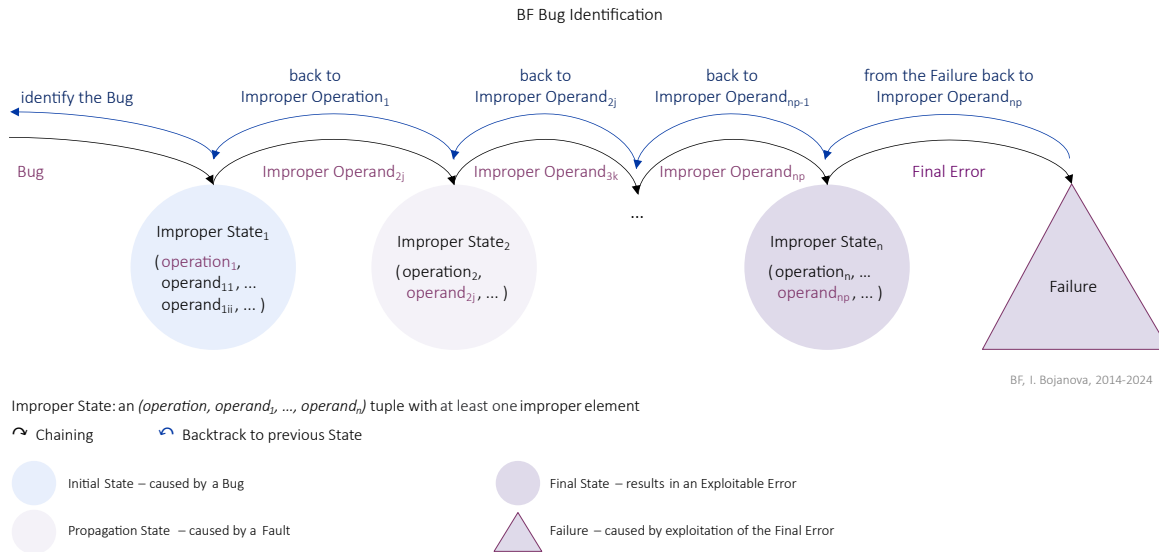 BF Bug Identification
identify the Bug
back to
Improper Operation1
back to
Improper Operand2j
back to
Improper Operandnp-1
from the Failure back to
Improper Operandnp
Bug
Improper Operand2j
Improper Operand3k
Improper Operandnp
Final Error
Improper State1
(operation1,
operand11, ...
operand1ii, ... )
Improper State2
(operation2,
operand2j, ... )
...
Improper Staten
(operationn, ...
operandnp, ... )
Failure
BF, I. Bojanova, 2014-2024
Improper State: an (operation, operand1, ..., operandn) tuple with at least one improper element
Chaining
Backtrack to previous State
Initial State – caused by a Bug
Final State – results in an Exploitable Error
Propagation State – caused by a Fault
Failure – caused by exploitation of the Final Error